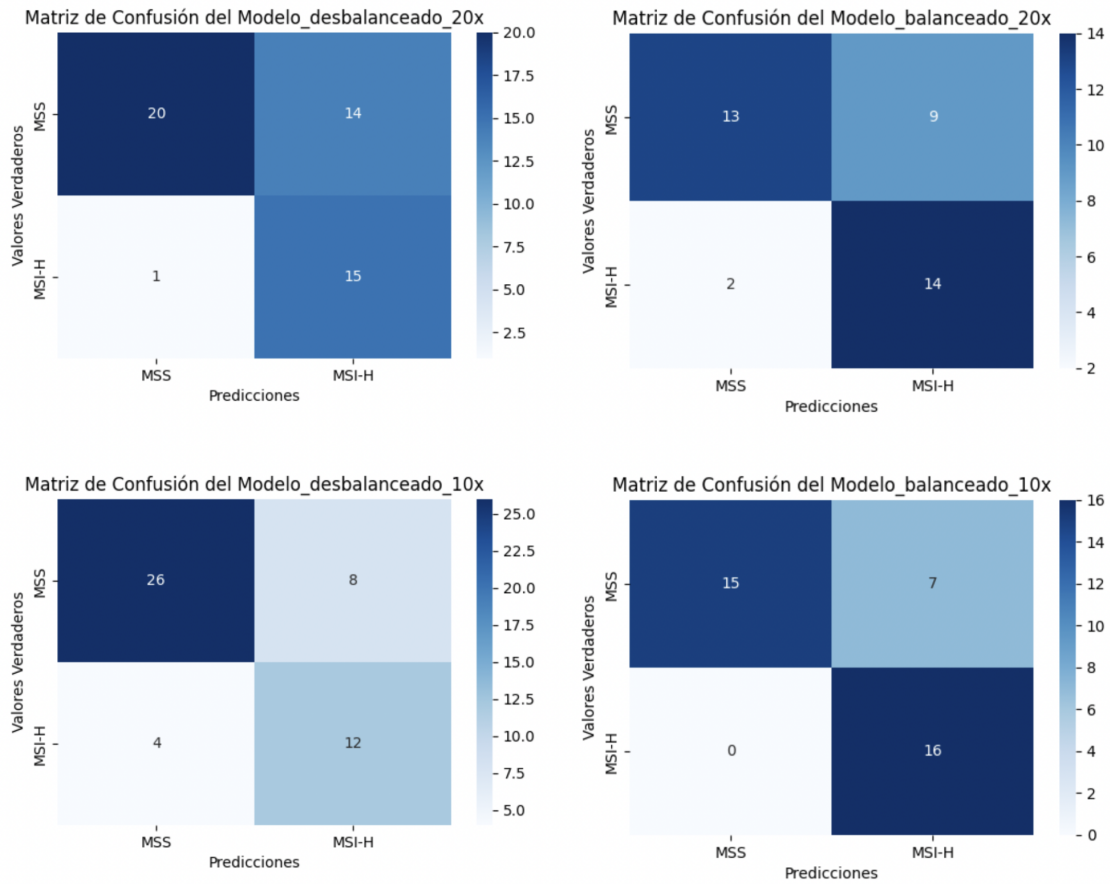 Matriz de Confusión del Modelo_desbalanceado_20x
Valores Verdaderos
MSS
MSI-H
20
14
1
15
MSS
MSI-H
Predicciones
20.0
17.5
15.0
12.5
10.0
7.5
5.0
2.5
Matriz de Confusión del Modelo_balanceado_20x
Valores Verdaderos
MSS
MSI-H
13
9
2
14
MSS
MSI-H
Predicciones
14
12
10
8
6
4
2
Matriz de Confusión del Modelo_desbalanceado_10x
Valores Verdaderos
MSS
MSI-H
26
8
4
12
MSS
MSI-H
Predicciones
25.0
22.5
20.0
17.5
15.0
12.5
10.0
7.5
5.0
Matriz de Confusión del Modelo_balanceado_10x
Valores Verdaderos
MSS
MSI-H
15
7
0
16
MSS
MSI-H
Predicciones
16
14
12
10
8
6
4
2
0